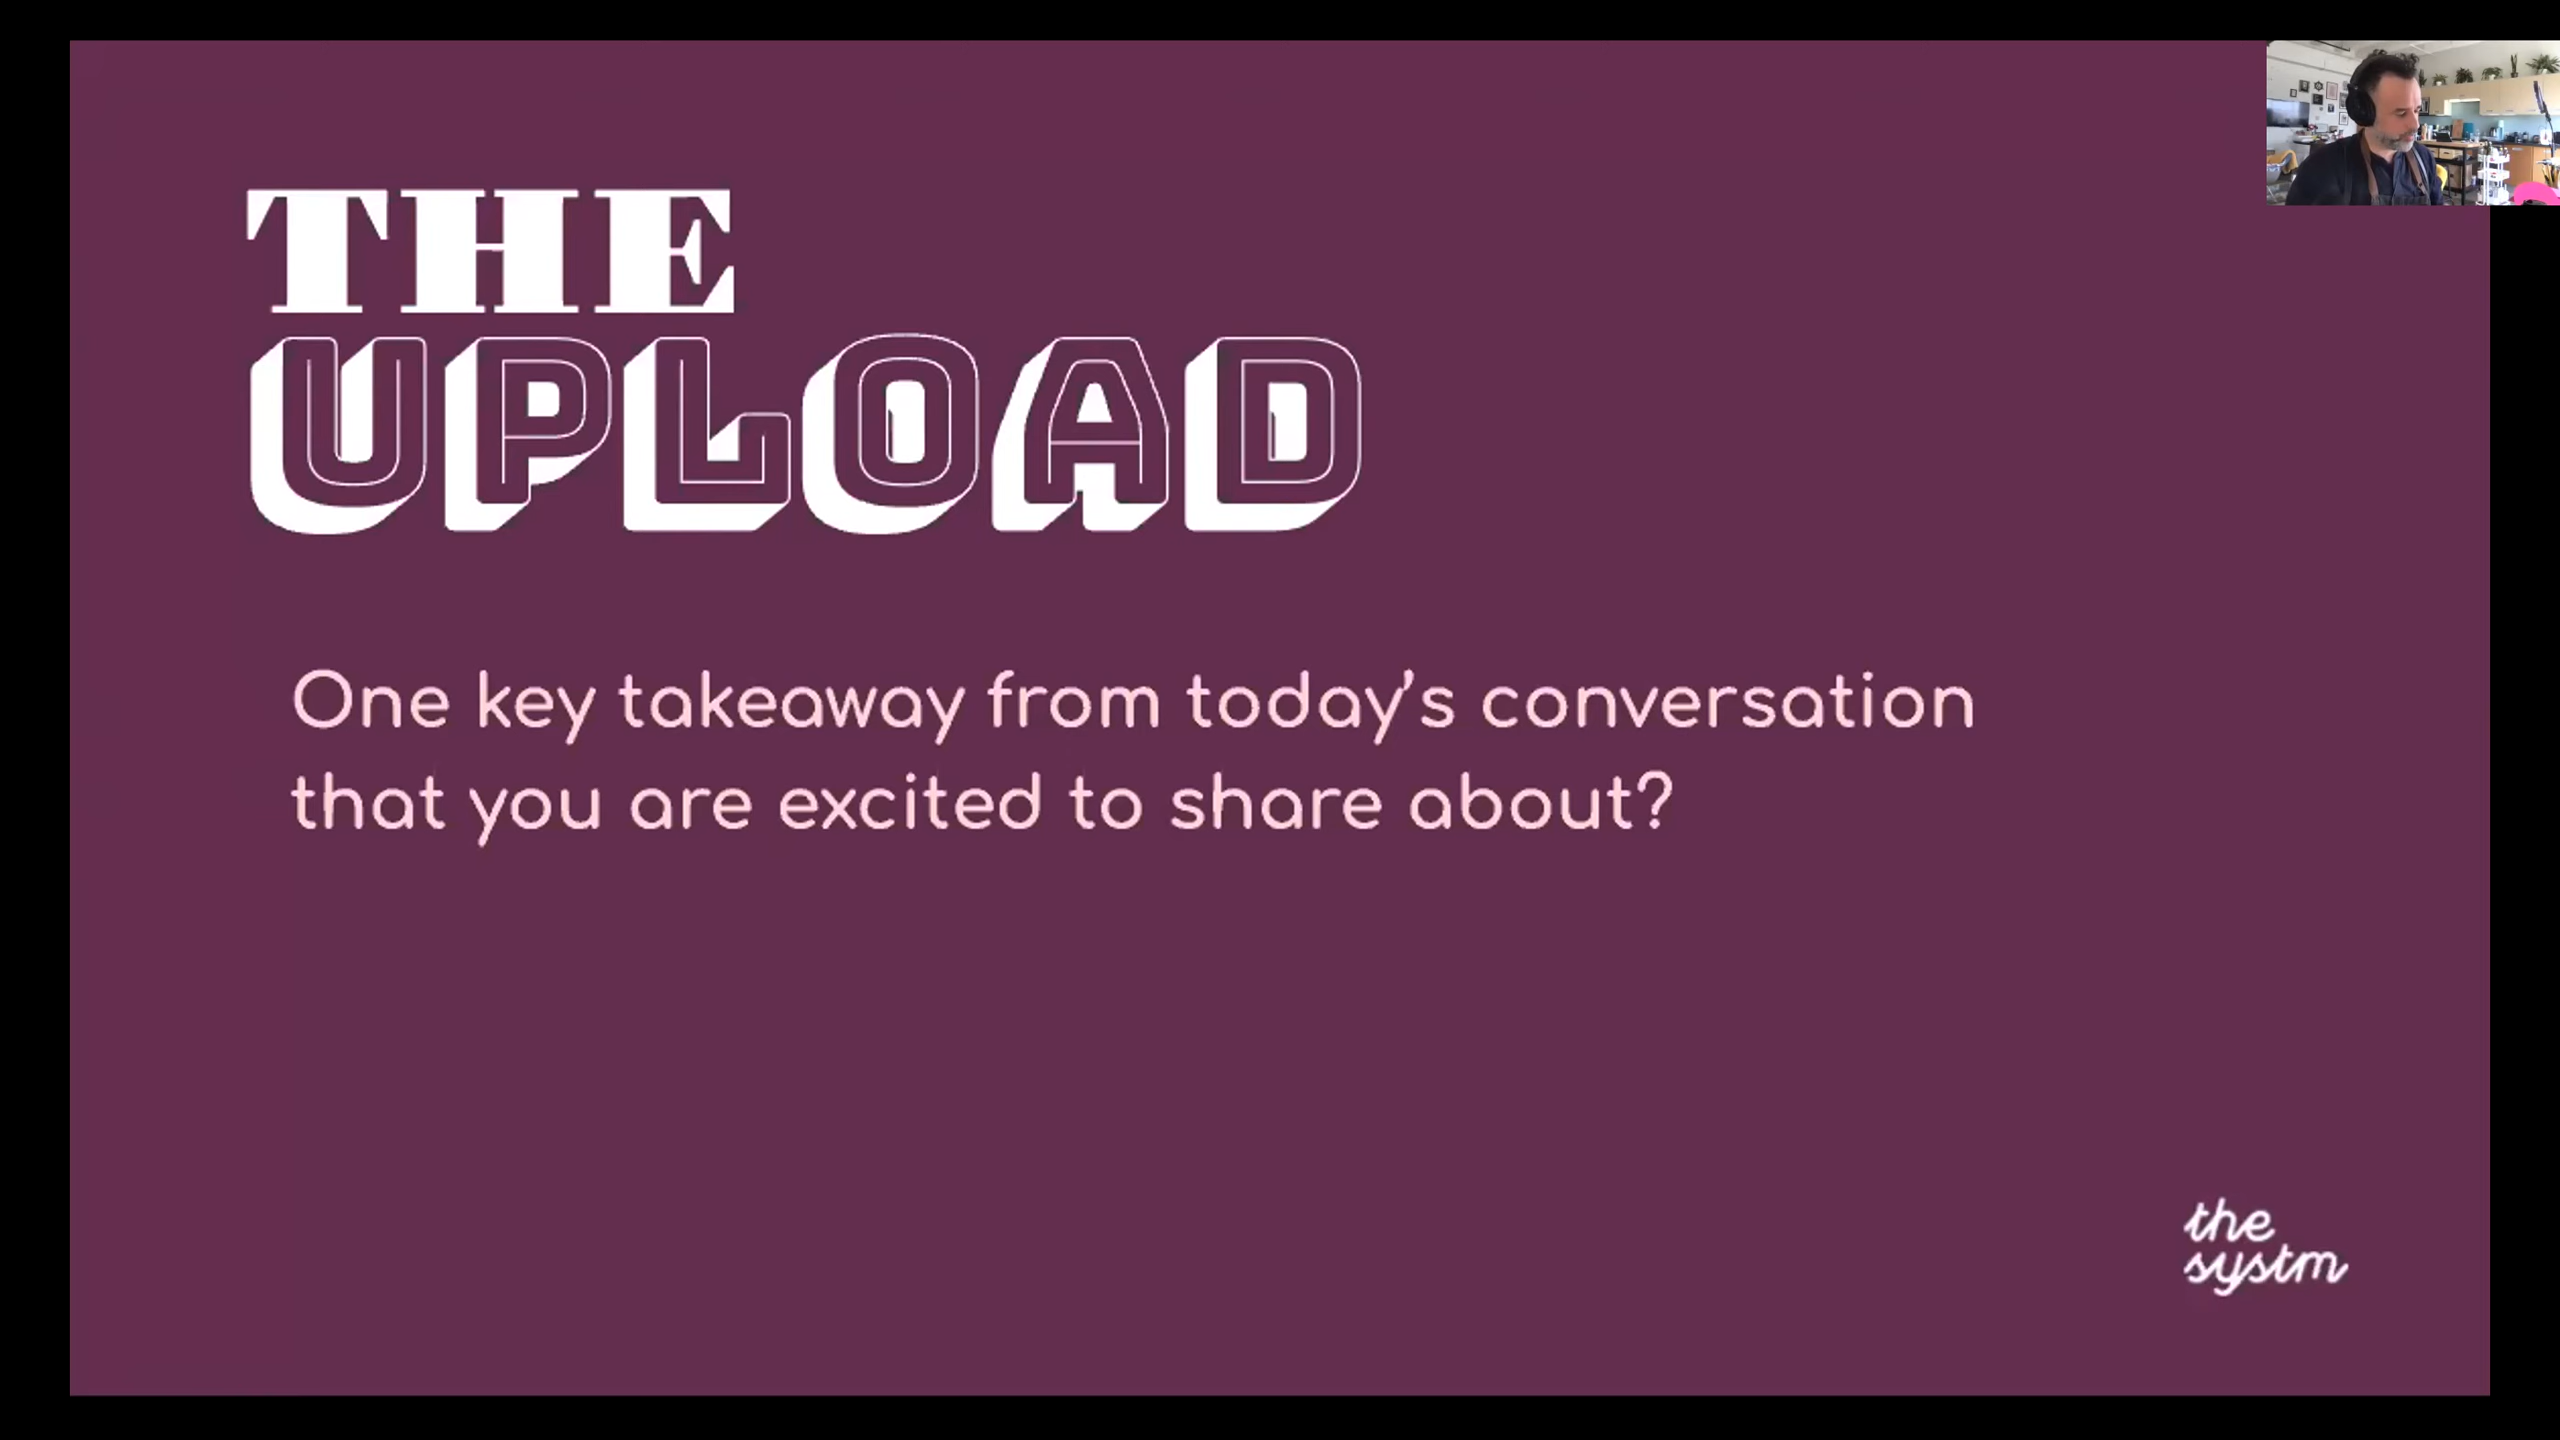 THE
UPLOAD
One key takeaway from today's conversation
that you are excited to share about?
the
systm